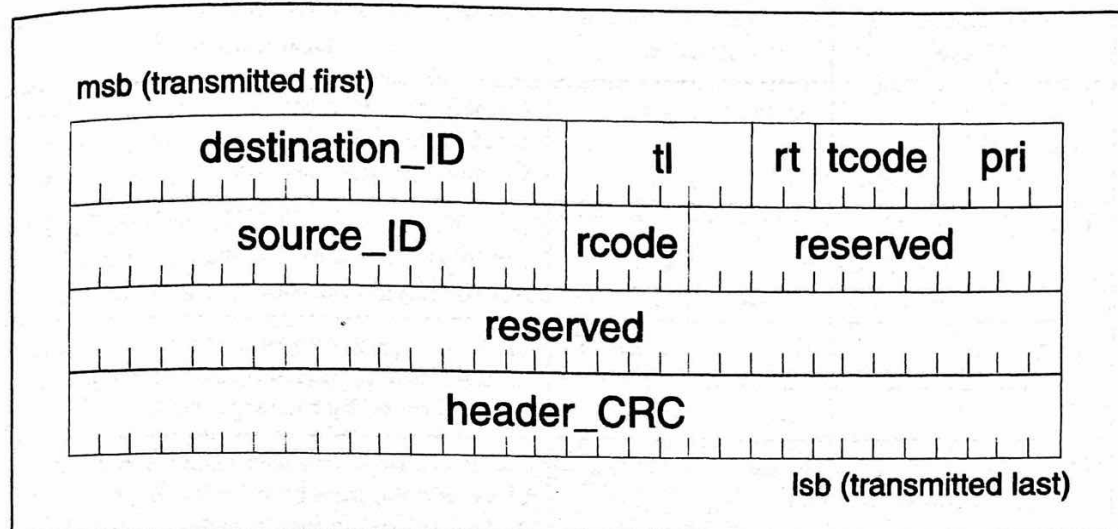 msb (transmitted first)
destination_ID tl rt tcode pri
source_ID rcode reserved
reserved
header_CRC
lsb (transmitted last)